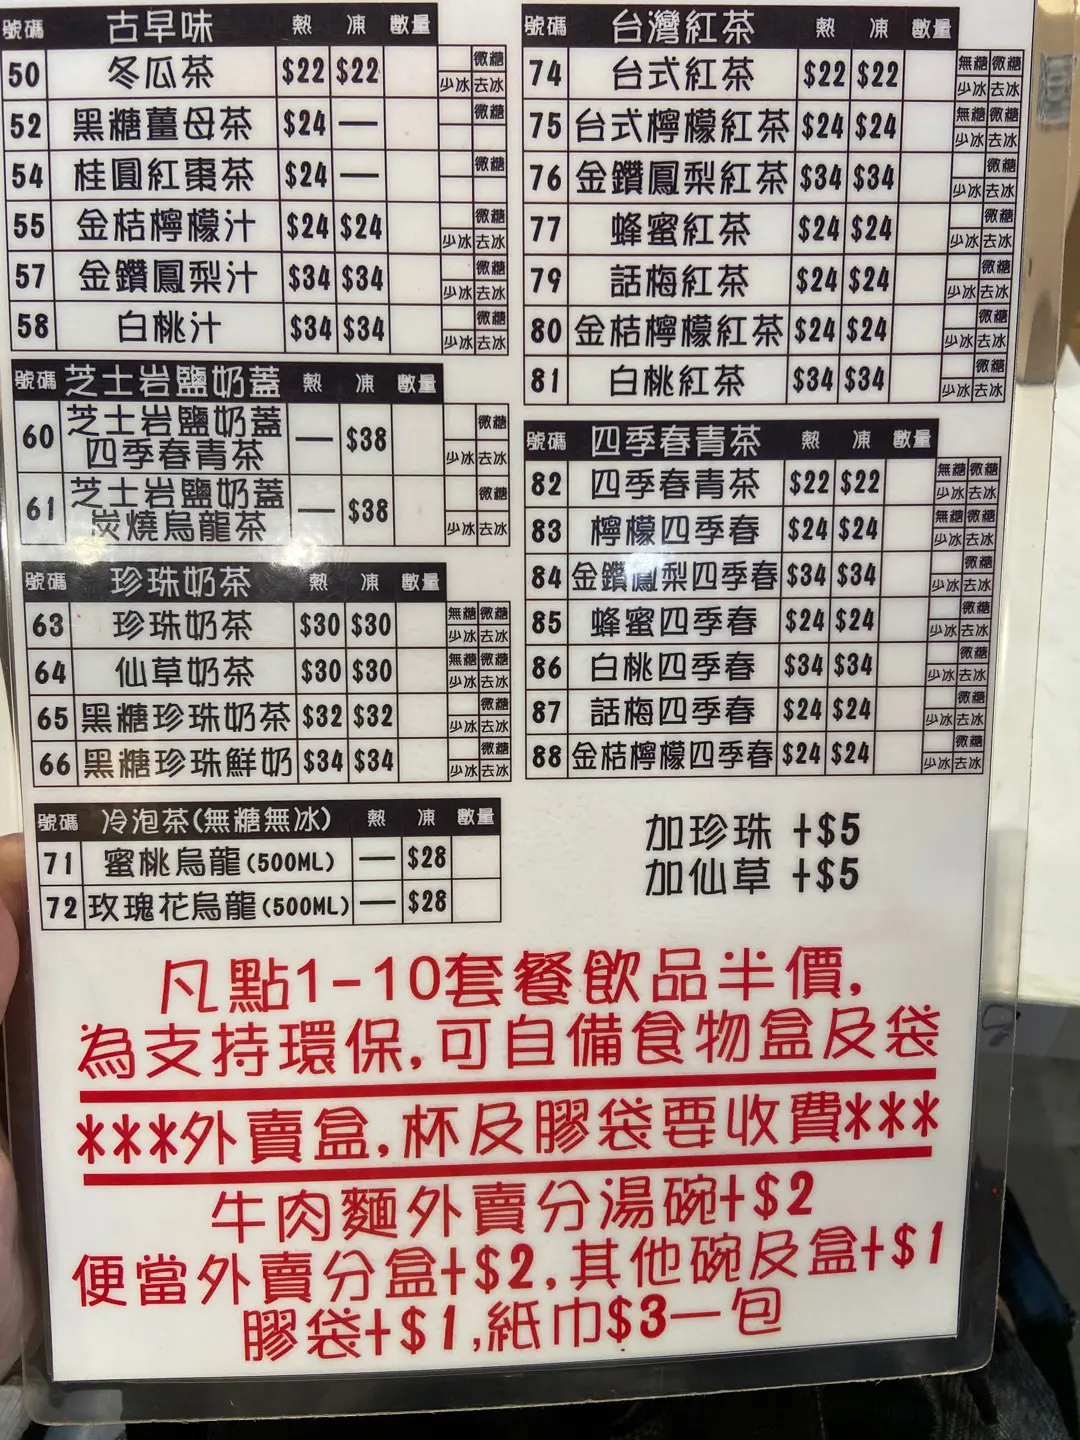 號碼 古早味 熱 凍 數量
50 冬瓜茶 $22 $22 微糖 少冰 去冰
52 黑糖薑母茶 $24 — 微糖
54 桂圓紅棗茶 $24 — 微糖
55 金桔檸檬汁 $24 $24 微糖 少冰 去冰
57 金鑽鳳梨汁 $34 $34 微糖 少冰 去冰
58 白桃汁 $34 $34 微糖 少冰 去冰
號碼 芝士岩鹽奶蓋 熱 凍 數量
60 芝士岩鹽奶蓋 — $38 微糖
四季春青茶 少冰 去冰
61 芝士岩鹽奶蓋 — $38 微糖
炭燒烏龍茶 少冰 去冰
號碼 珍珠奶茶 熱 凍 數量
63 珍珠奶茶 $30 $30 無糖 微糖 少冰 去冰
64 仙草奶茶 $30 $30 無糖 微糖 少冰 去冰
65 黑糖珍珠奶茶 $32 $32 微糖 少冰 去冰
66 黑糖珍珠鮮奶 $34 $34 微糖 少冰 去冰
號碼 冷泡茶(無糖無冰) 熱 凍 數量
71 蜜桃烏龍(500ML) — $28
72 玫瑰花烏龍(500ML) — $28
號碼 台灣紅茶 熱 凍 數量
74 台式紅茶 $22 $22 無糖 微糖 少冰 去冰
75 台式檸檬紅茶 $24 $24 無糖 微糖 少冰 去冰
76 金鑽鳳梨紅茶 $34 $34 微糖 少冰 去冰
77 蜂蜜紅茶 $24 $24 微糖 少冰 去冰
79 話梅紅茶 $24 $24 微糖 少冰 去冰
80 金桔檸檬紅茶 $24 $24 微糖 少冰 去冰
81 白桃紅茶 $34 $34 微糖 少冰 去冰
號碼 四季春青茶 熱 凍 數量
82 四季春青茶 $22 $22 無糖 微糖 少冰 去冰
83 檸檬四季春 $24 $24 無糖 微糖 少冰 去冰
84 金鑽鳳梨四季春 $34 $34 微糖 少冰 去冰
85 蜂蜜四季春 $24 $24 微糖 少冰 去冰
86 白桃四季春 $34 $34 微糖 少冰 去冰
87 話梅四季春 $24 $24 微糖 少冰 去冰
88 金桔檸檬四季春 $24 $24 微糖 少冰 去冰
加珍珠 +$5
加仙草 +$5
凡點1-10套餐飲品半價,
為支持環保,可自備食物盒及袋
***外賣盒,杯及膠袋要收費***
牛肉麵外賣分湯碗+$2
便當外賣分盒+$2,其他碗及盒+$1
膠袋+$1,紙巾$3一包